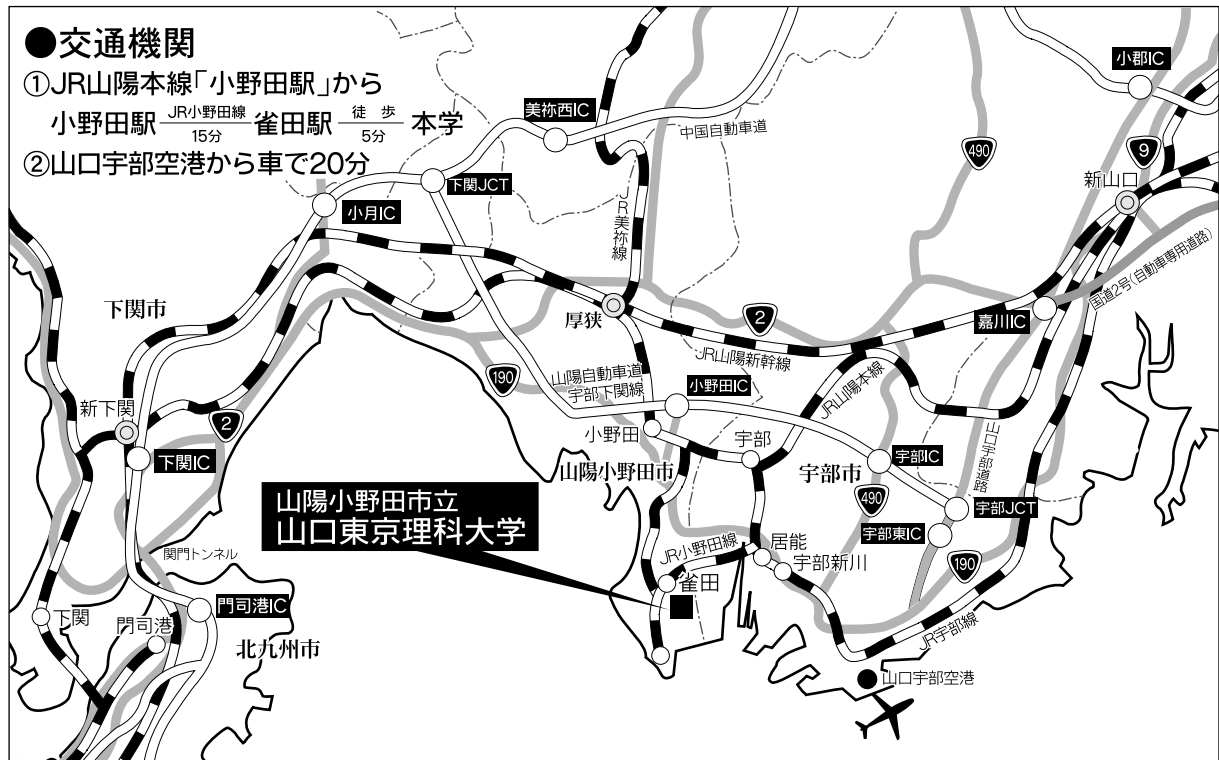 ●交通機関
①JR山陽本線「小野田駅」から
小野田駅 JR小野田線 15分 雀田駅 徒歩 5分 本学
②山口宇部空港から車で20分
小郡IC
美祢西IC
中国自動車道
490
9
下関JCT
新山口
小月IC
JR美祢線
国道2号(自動車専用道路)
下関市
厚狭
2
嘉川IC
JR山陽新幹線
190
山陽自動車道
宇部下関線
小野田IC
JR山陽本線
新下関
2
小野田
宇部
山口宇部道路
下関IC
山陽小野田市
宇部市
宇部IC
490
山陽小野田市立
山口東京理科大学
宇部JCT
宇部東IC
関門トンネル
JR小野田線
居能
宇部新川
190
雀田
下関
門司港IC
門司港
北九州市
JR宇部線
山口宇部空港